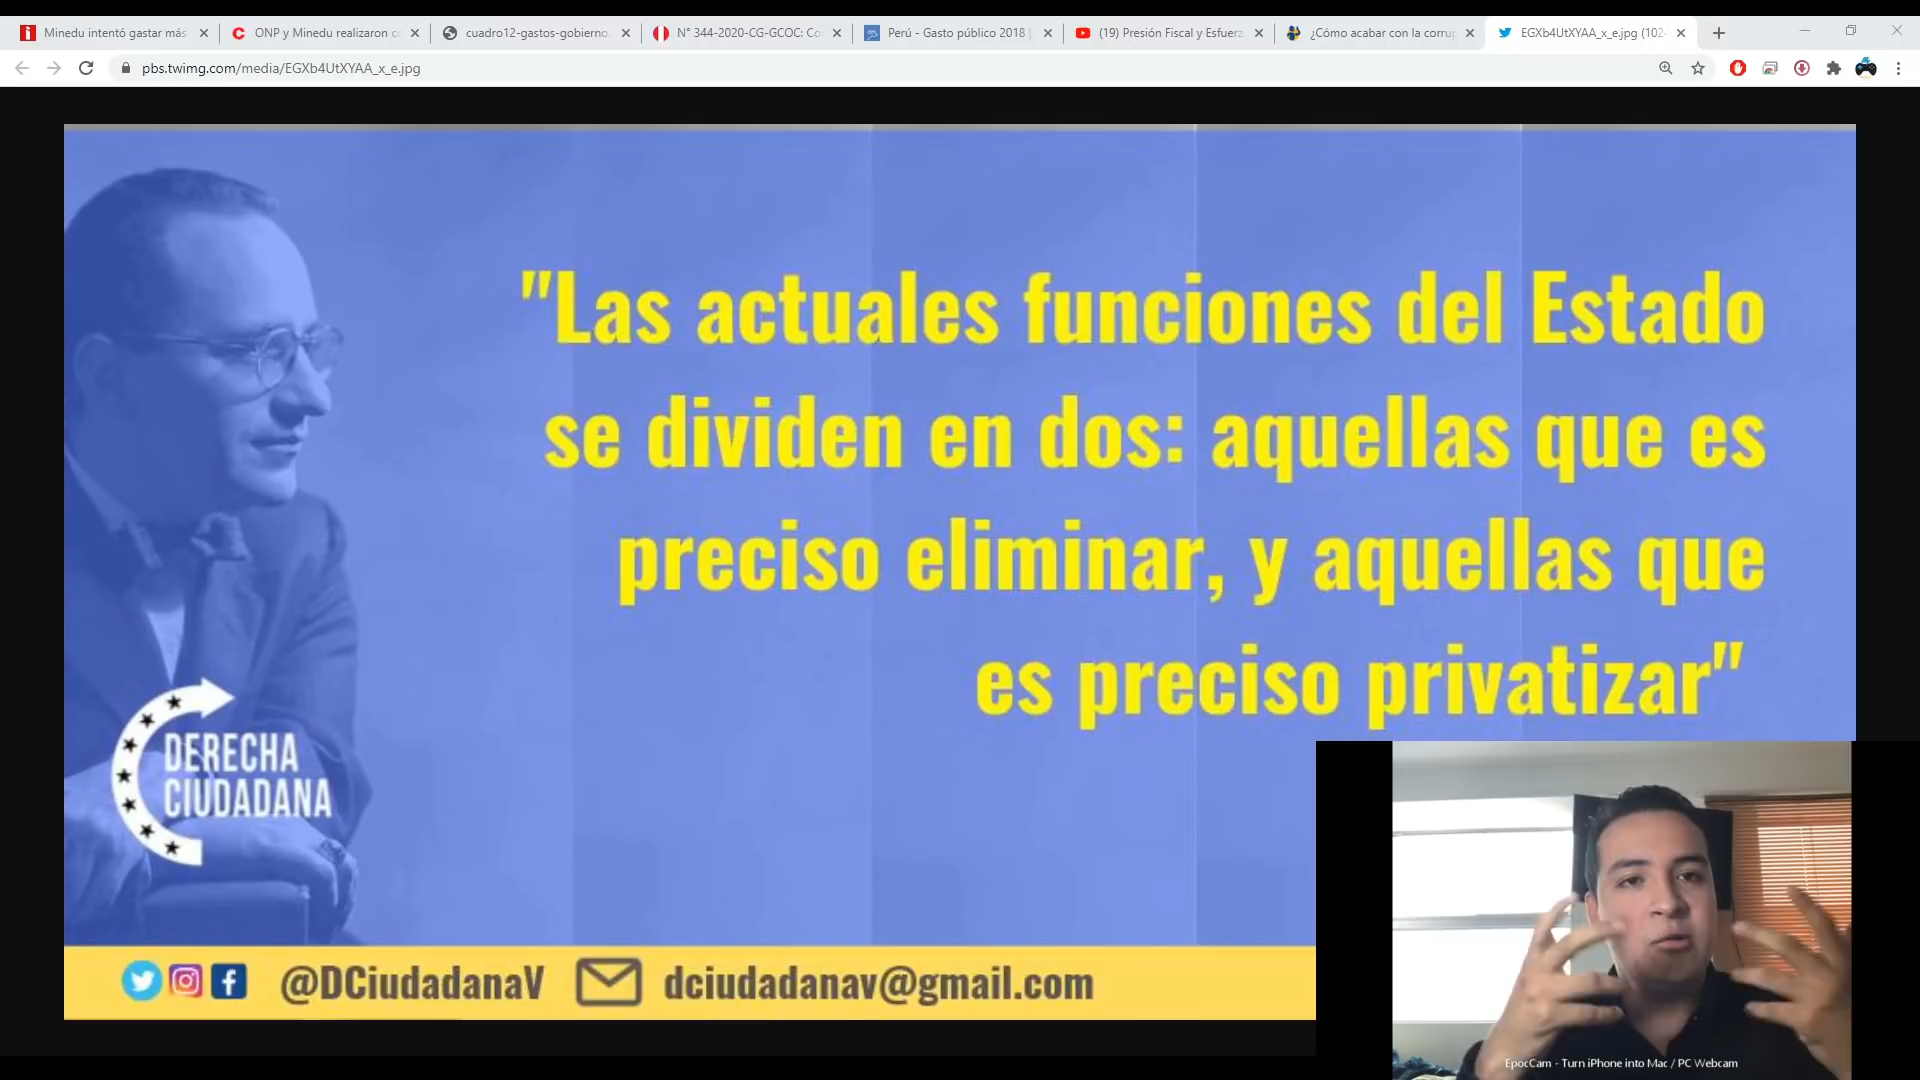 Minedu intentó gastar más
ONP y Minedu realizaron co
cuadro12-gastos-gobierno.
N° 344-2020-CG-GCOC: Co
Perú - Gasto público 2018 |
(19) Presión Fiscal y Esfuerz
¿Cómo acabar con la corrup
EGXb4UtXYAA_x_e.jpg (102
pbs.twimg.com/media/EGXb4UtXYAA_x_e.jpg
"Las actuales funciones del Estado
se dividen en dos: aquellas que es
preciso eliminar, y aquellas que
es preciso privatizar"
DERECHA
CIUDADANA
@DCiudadanaV
dciudadanav@gmail.com
EpocCam - Turn iPhone into Mac / PC Webcam